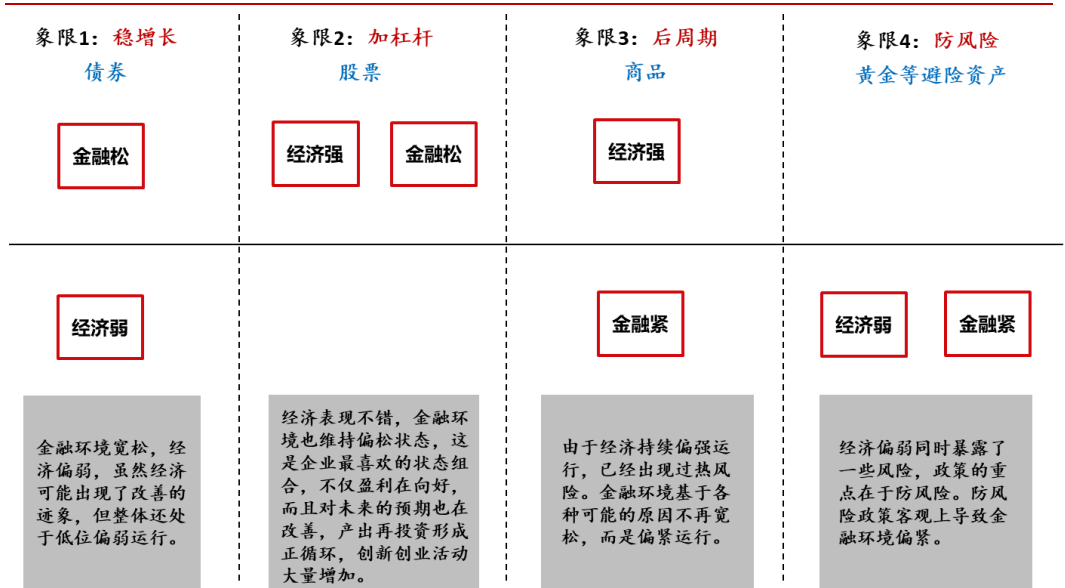 象限1：稳增长
债券
金融松
经济弱
金融环境宽松，经
济偏弱，虽然经济
可能出现了改善的
迹象，但整体还处
于低位偏弱运行。
象限2：加杠杆
股票
经济强
金融松
经济表现不错，金融环
境也维持偏松状态，这
是企业最喜欢的状态组
合，不仅盈利在向好，
而且对未来的预期也在
改善，产出再投资形成
正循环，创新创业活动
大量增加。
象限3：后周期
商品
经济强
金融紧
由于经济持续偏强运
行，已经出现过热风
险。金融环境基于各
种可能的原因不再宽
松，而是偏紧运行。
象限4：防风险
黄金等避险资产
经济弱
金融紧
经济偏弱同时暴露了
一些风险，政策的重
点在于防风险。防风
险政策客观上导致金
融环境偏紧。